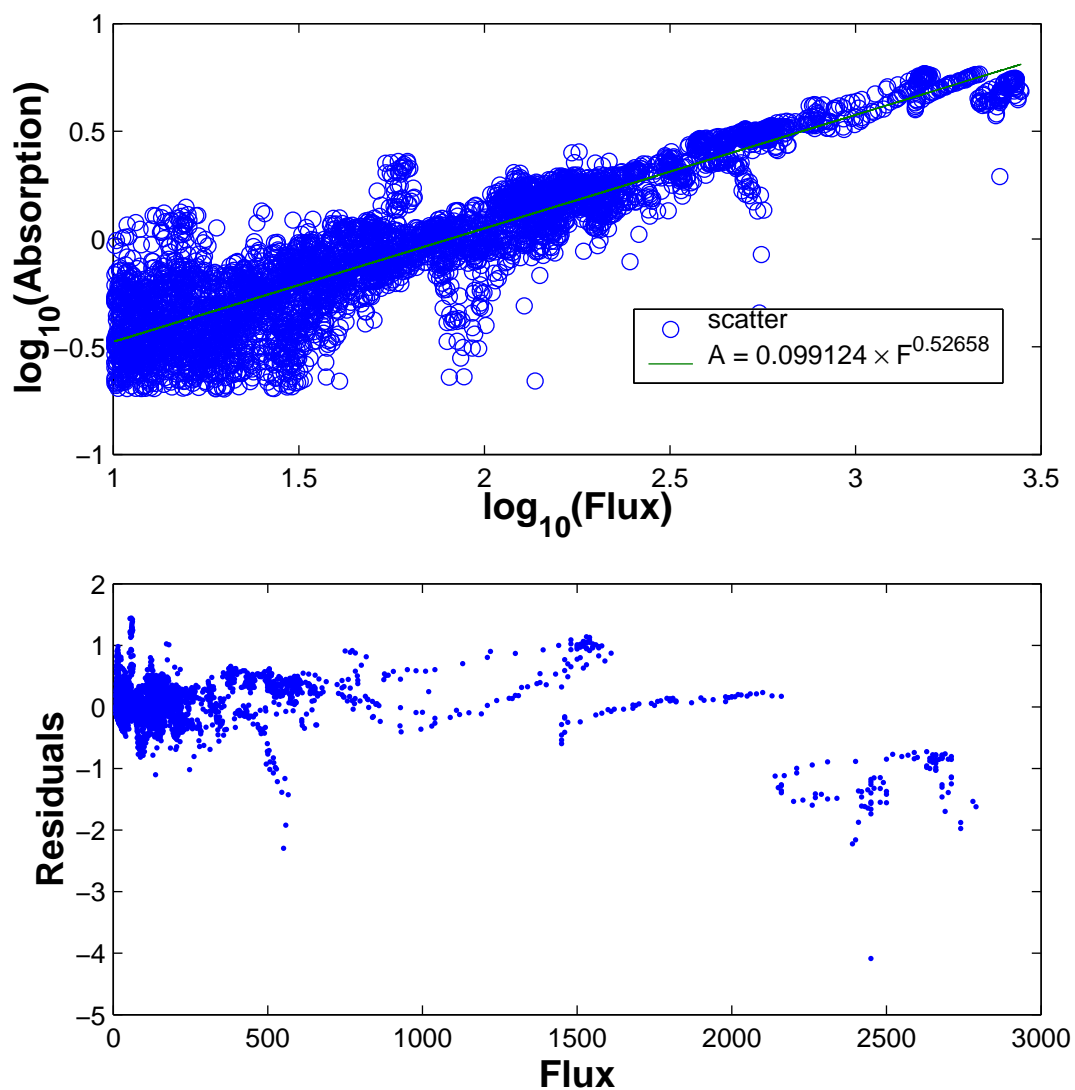 1
0.5
0
−0.5
−1
log10(Absorption)
scatter
A = 0.099124 × F^0.52658
1 1.5 2 2.5 3 3.5
log10(Flux)
2
1
0
−1
−2
−3
−4
−5
Residuals
0 500 1000 1500 2000 2500 3000
Flux